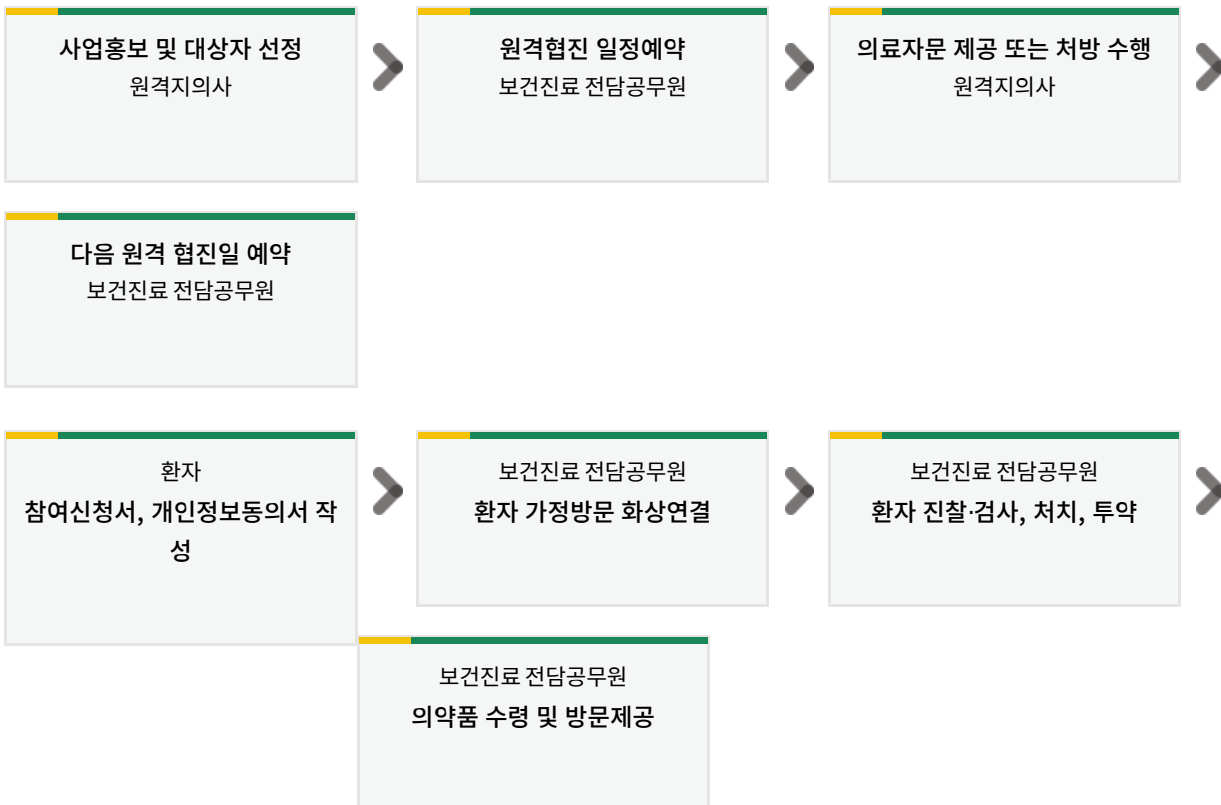 사업홍보 및 대상자 선정
원격지의사
원격협진 일정예약
보건진료 전담공무원
의료자문 제공 또는 처방 수행
원격지의사
다음 원격 협진일 예약
보건진료 전담공무원
환자
참여신청서, 개인정보동의서 작
성
보건진료 전담공무원
환자 가정방문 화상연결
보건진료 전담공무원
환자 진찰·검사, 처치, 투약
보건진료 전담공무원
의약품 수령 및 방문제공